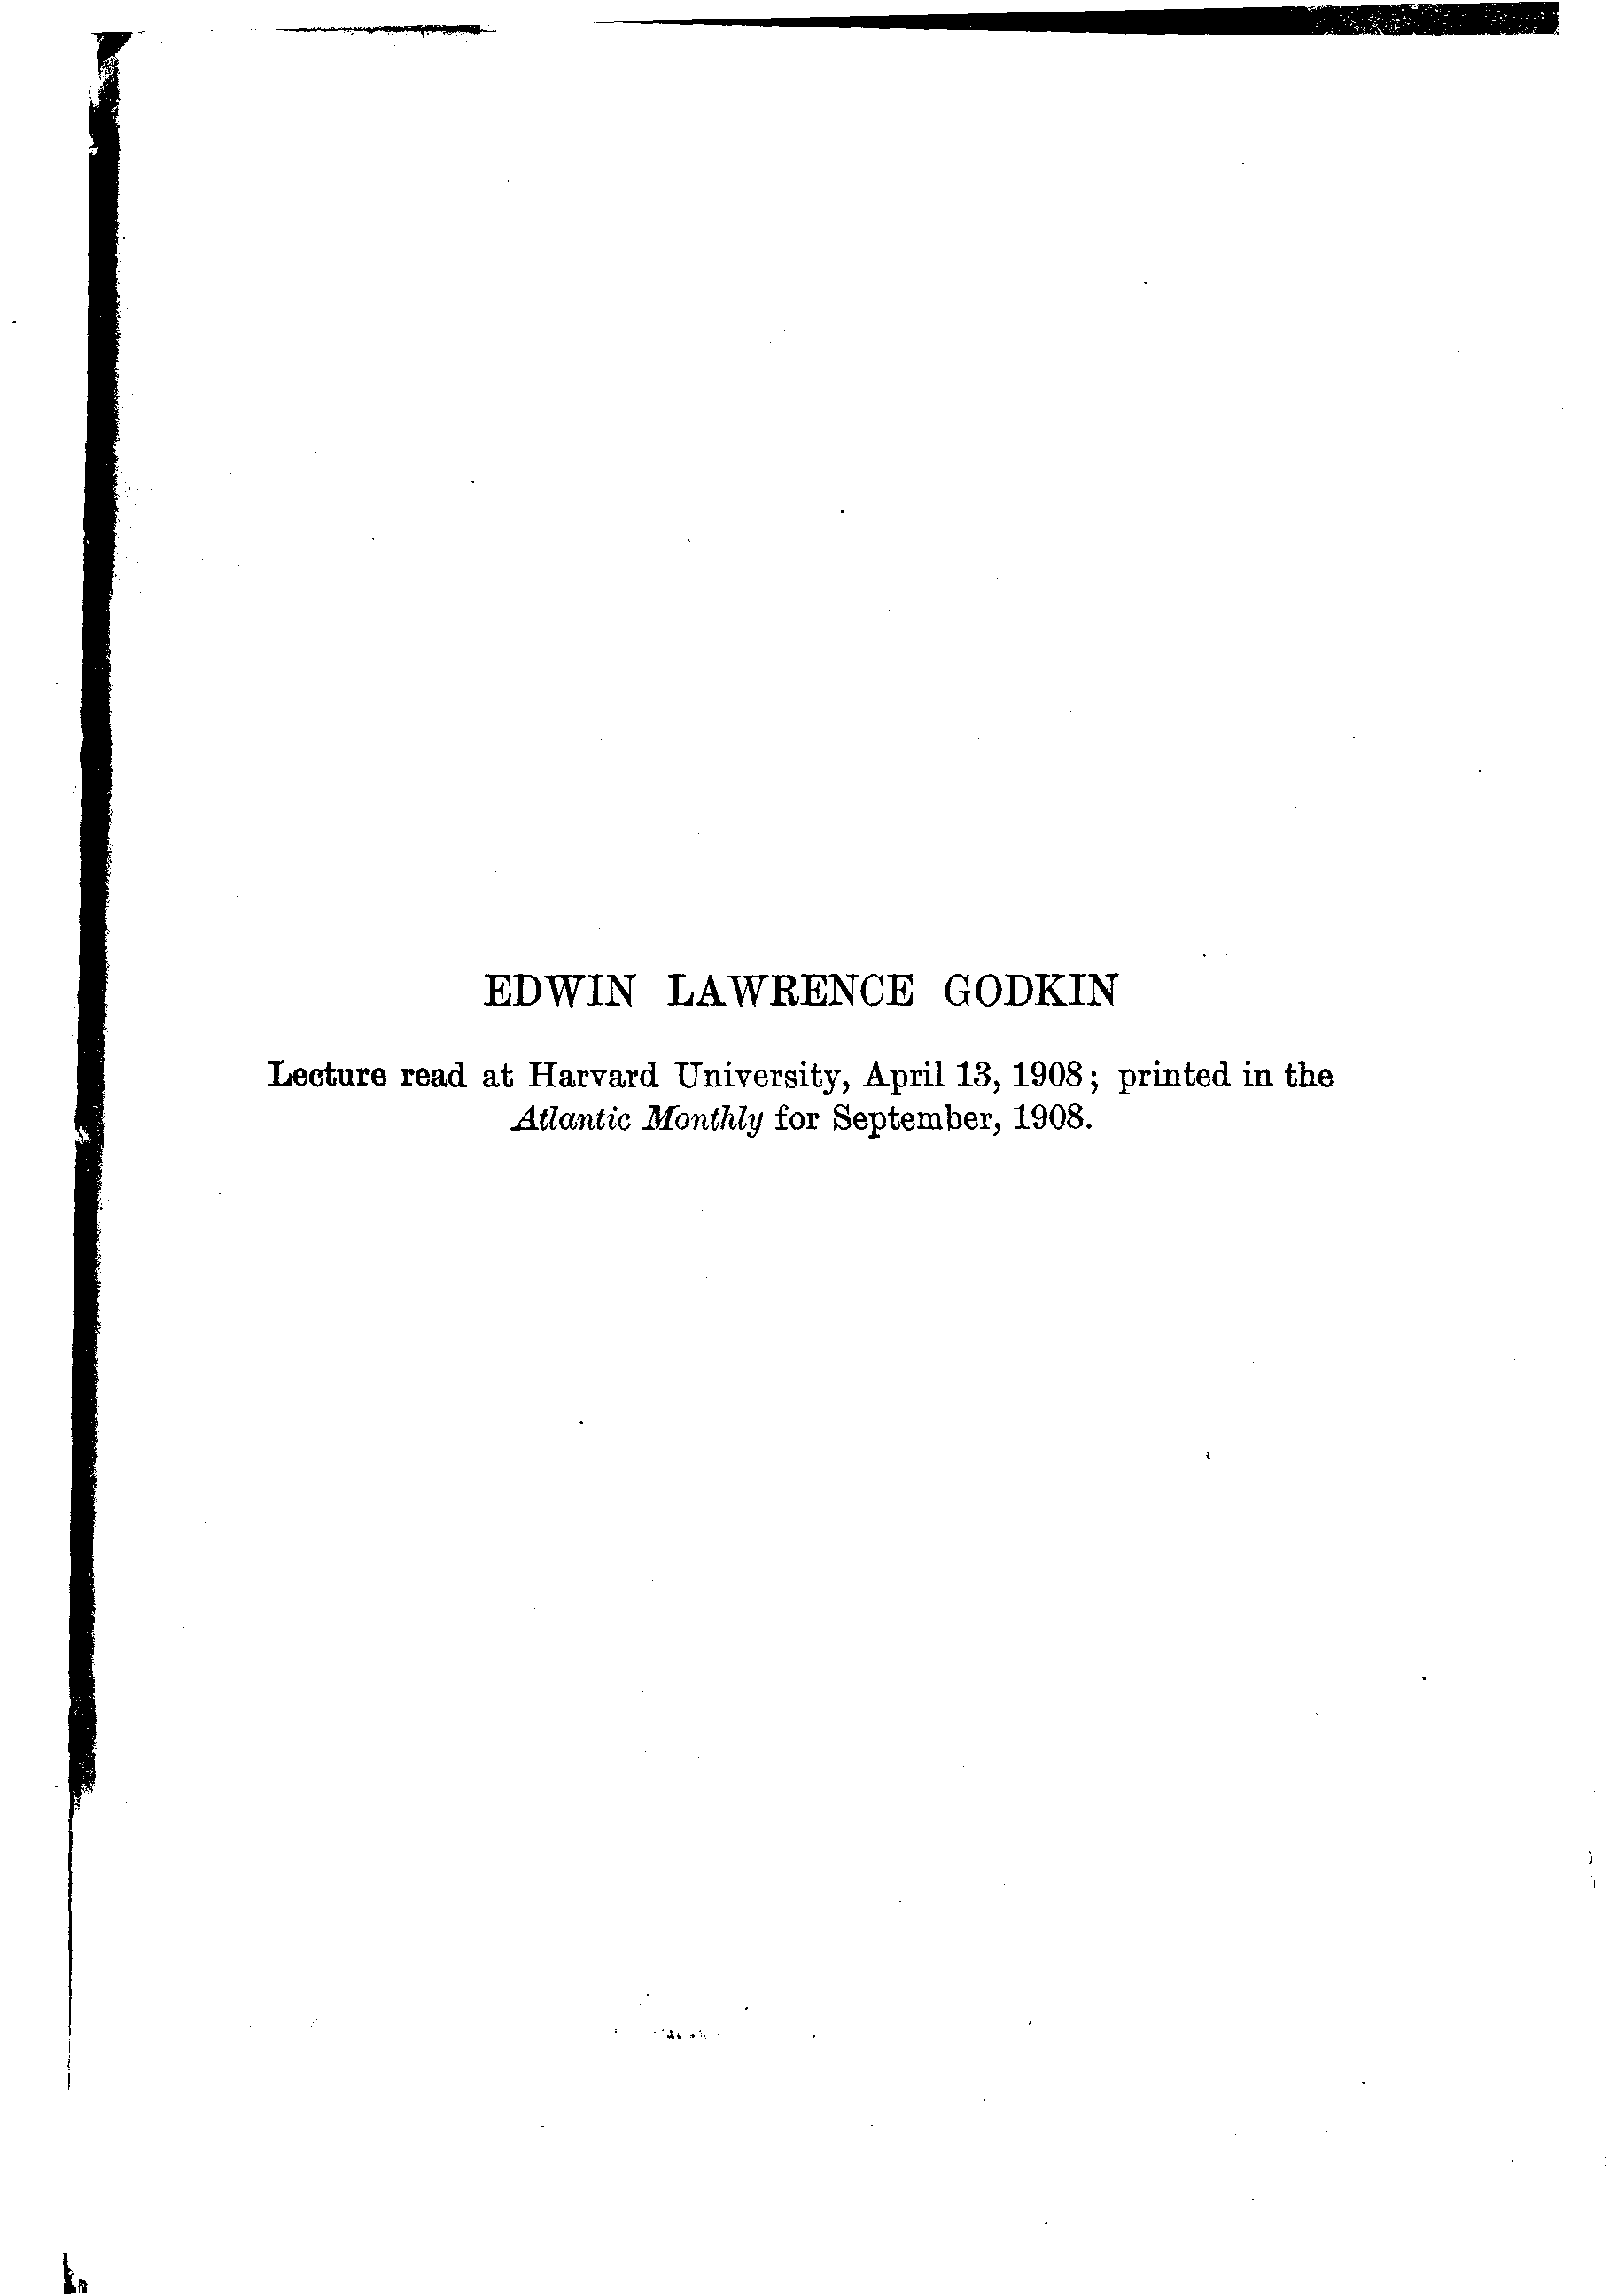 EDWIN LAWRENCE GODKIN
Lecture read at Harvard University, April 13, 1908; printed in the
Atlantic Monthly for September, 1908.